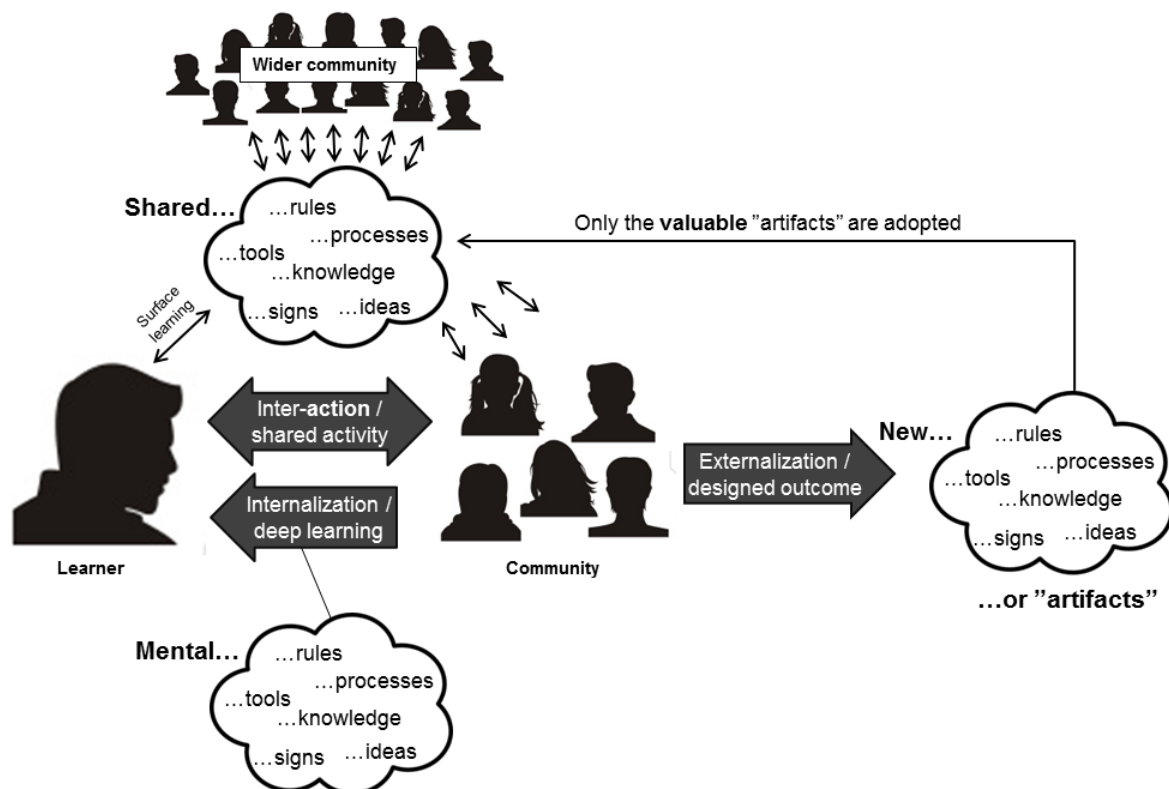 Wider community
Shared…
…rules
…processes
…tools
…knowledge
…signs
…ideas
Only the valuable ”artifacts” are adopted
Surface
learning
Inter-action /
shared activity
Internalization /
deep learning
Learner
Community
Externalization /
designed outcome
New…
…rules
…processes
…tools
…knowledge
…signs
…ideas
…or ”artifacts”
Mental…
…rules
…processes
…tools
…knowledge
…signs
…ideas